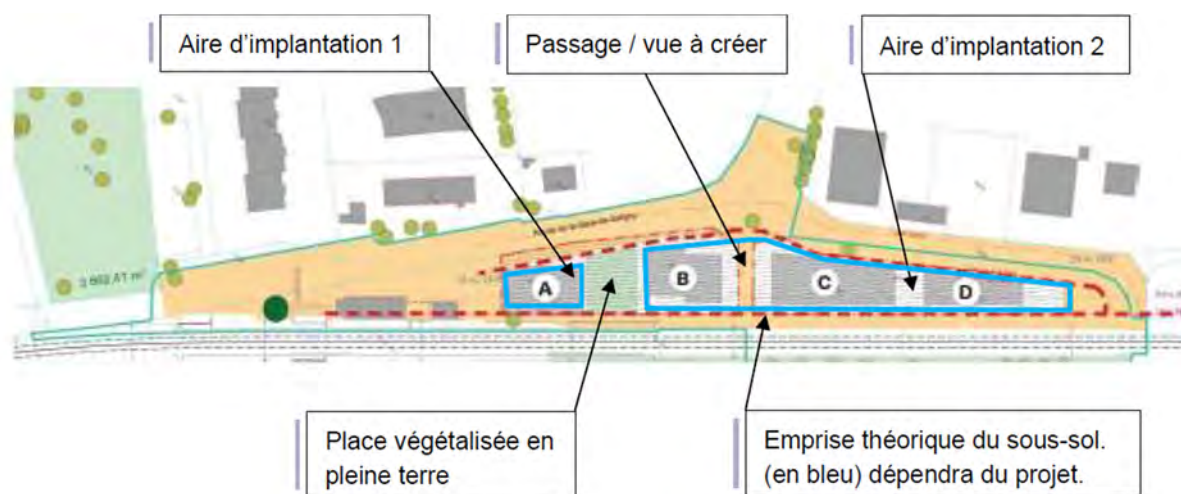 Aire d'implantation 1
Passage / vue à créer
Aire d'implantation 2
A
B
C
D
Place végétalisée en
pleine terre
Emprise théorique du sous-sol.
(en bleu) dépendra du projet.